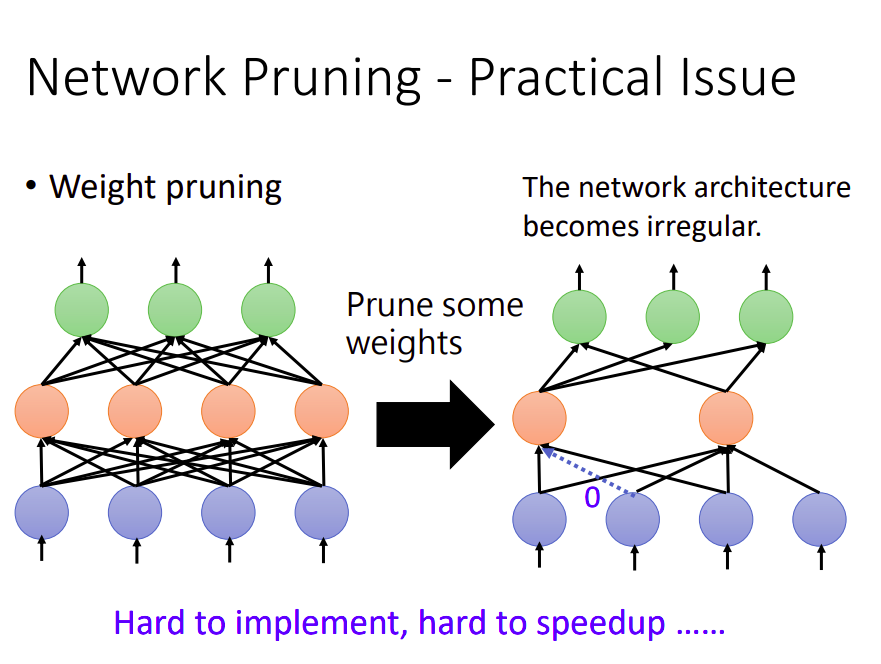 Network Pruning - Practical Issue
• Weight pruning
The network architecture
becomes irregular.
Prune some
weights
0
Hard to implement, hard to speedup ……